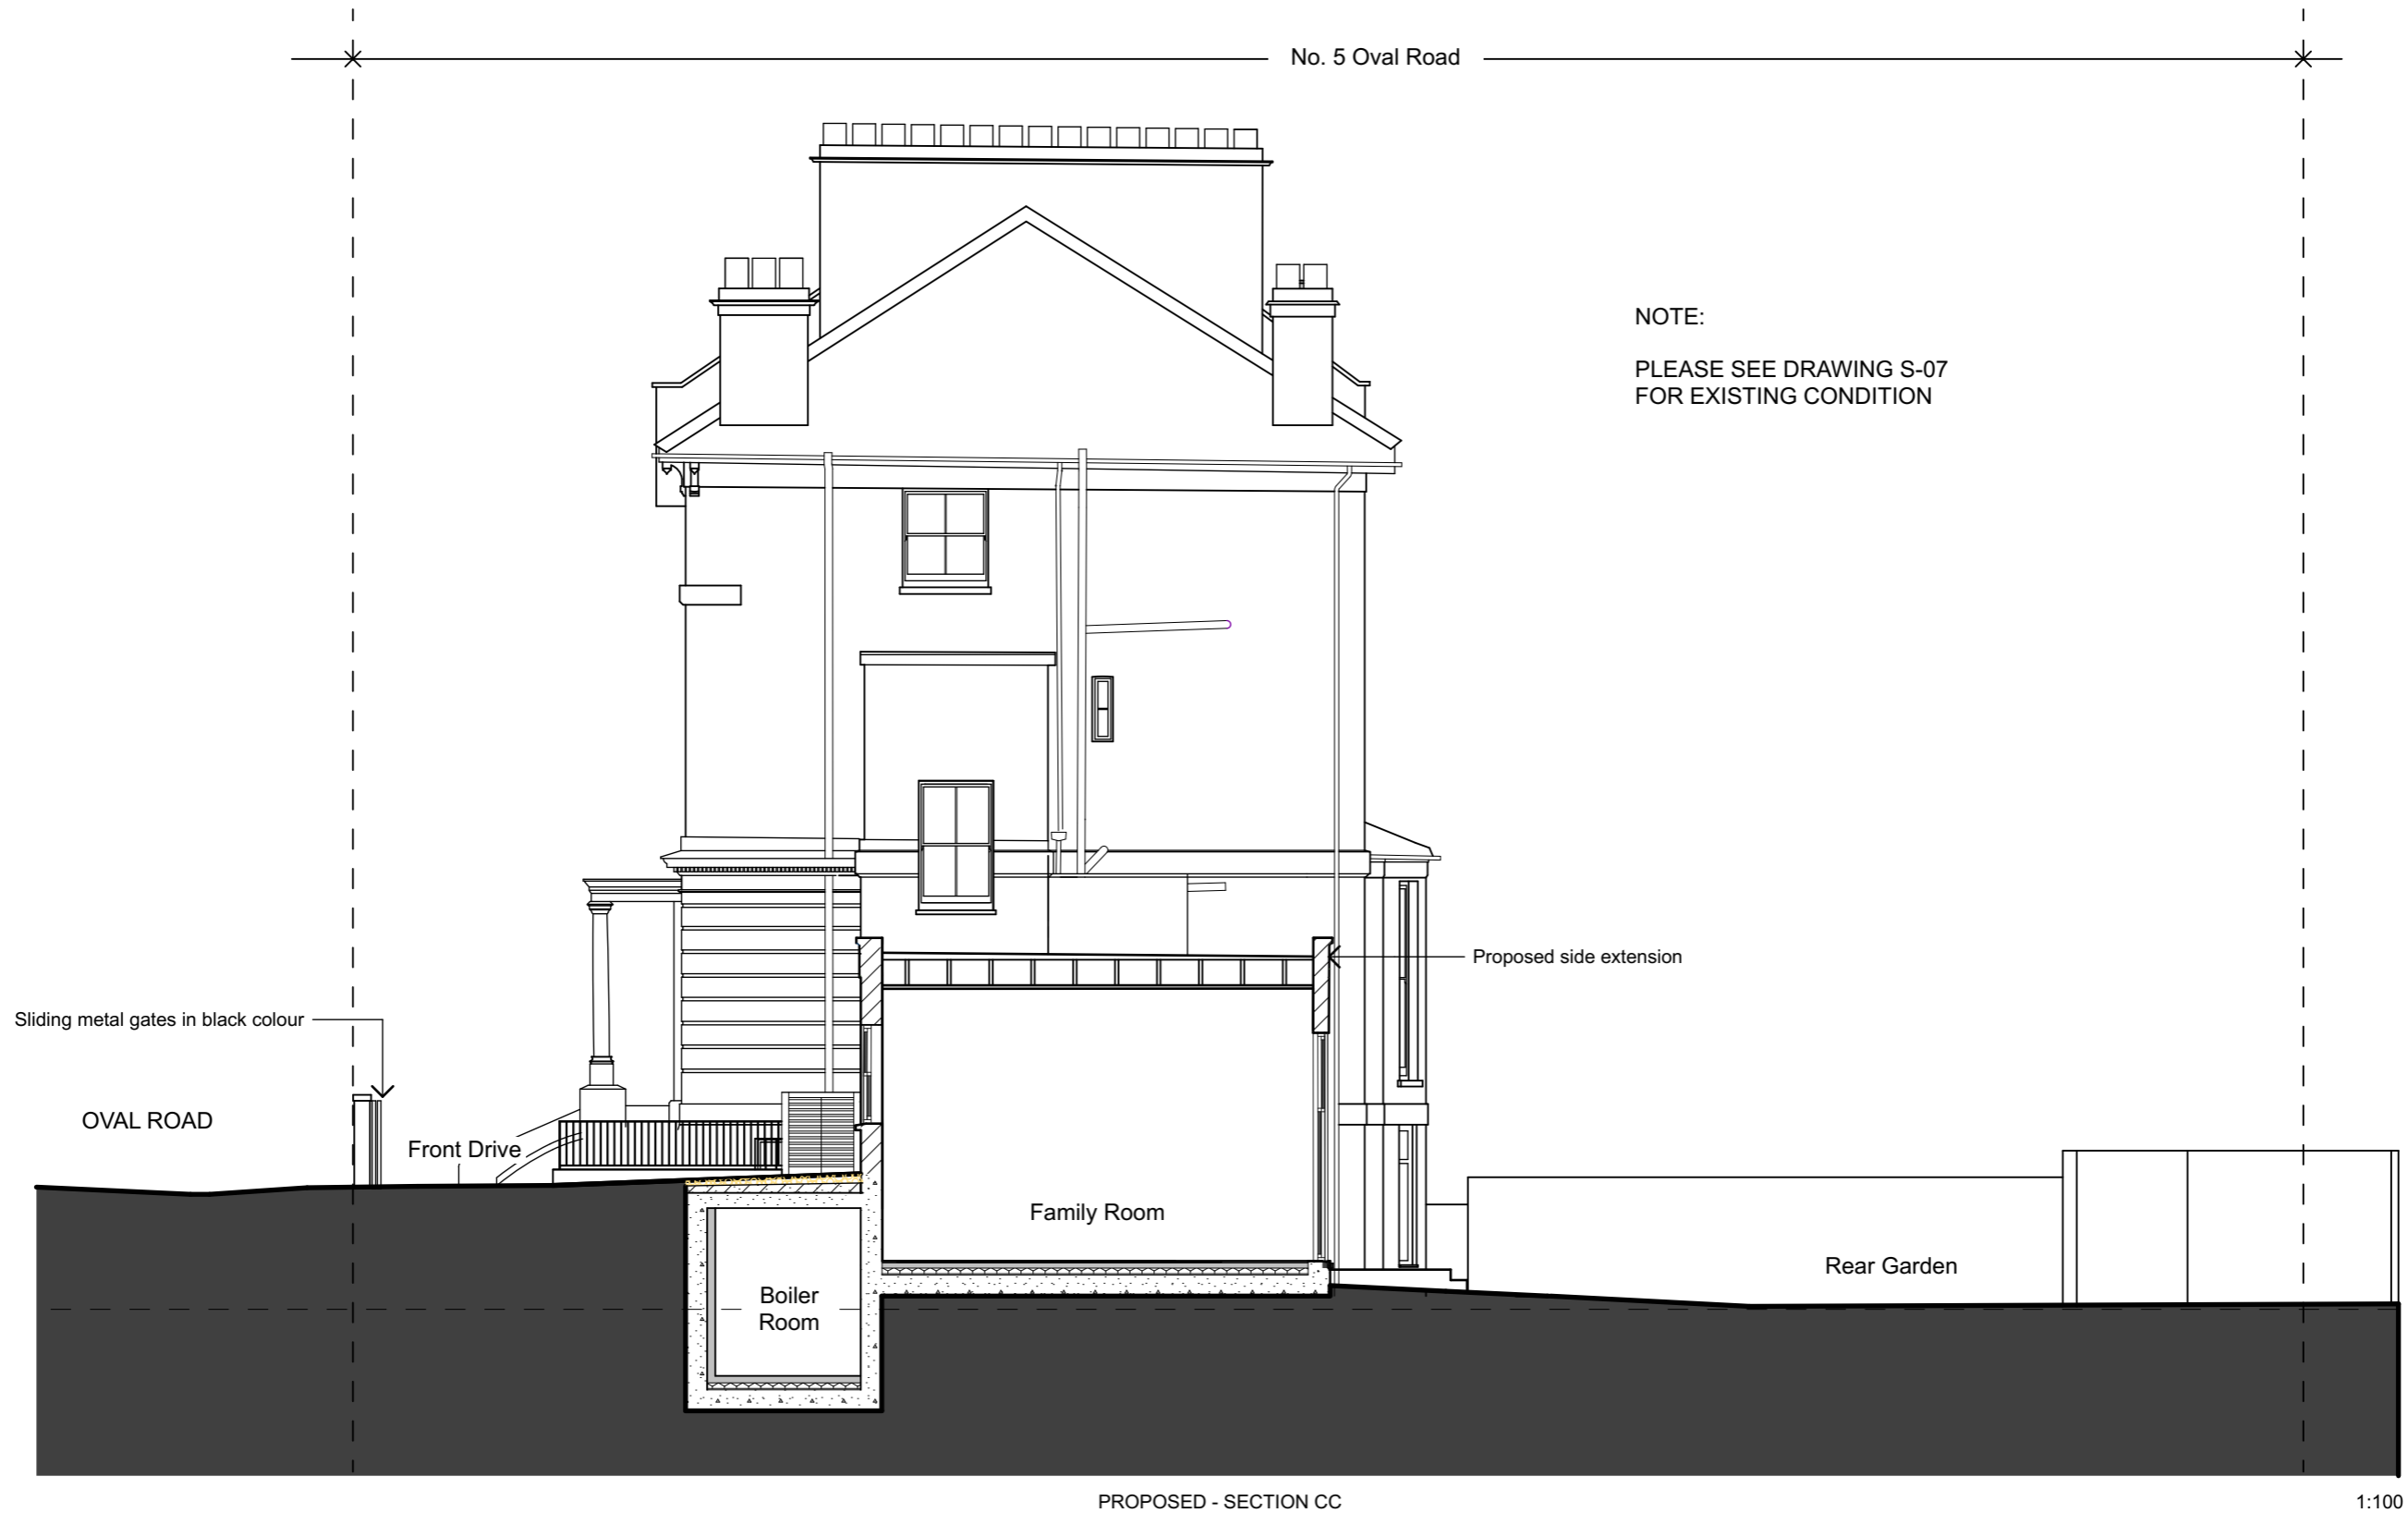 No. 5 Oval Road
NOTE:
PLEASE SEE DRAWING S-07
FOR EXISTING CONDITION
Proposed side extension
Sliding metal gates in black colour
OVAL ROAD
Front Drive
Family Room
Rear Garden
Boiler
Room
PROPOSED - SECTION CC
1:100